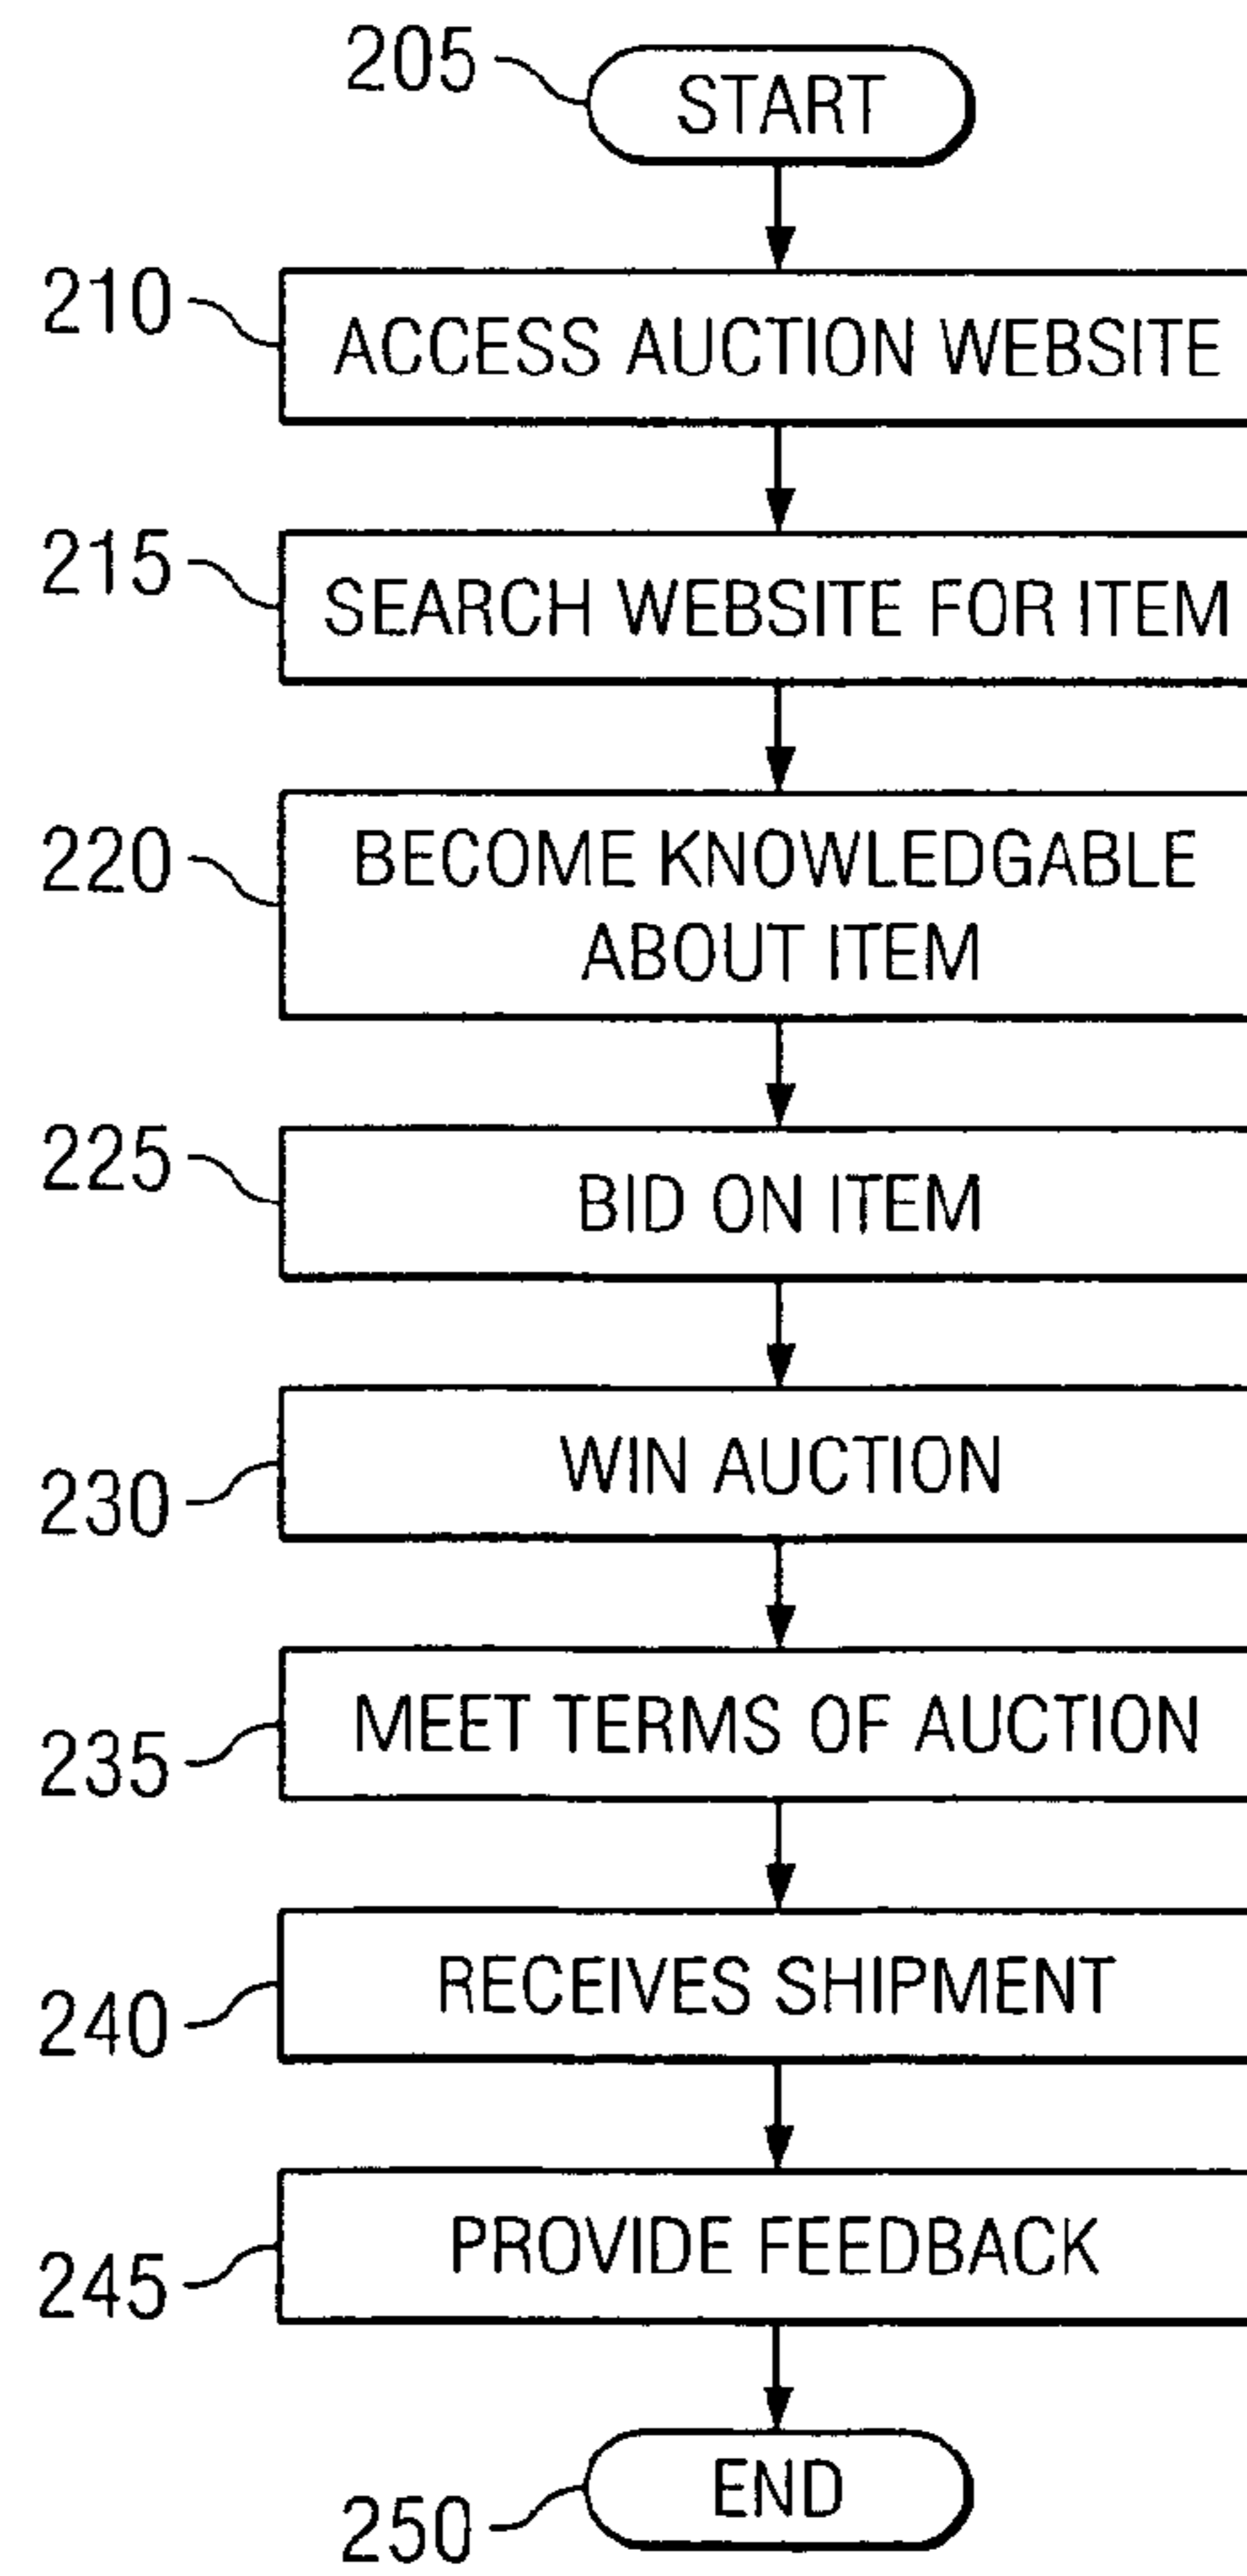 205
START
210
ACCESS AUCTION WEBSITE
215
SEARCH WEBSITE FOR ITEM
220
BECOME KNOWLEDGABLE
ABOUT ITEM
225
BID ON ITEM
230
WIN AUCTION
235
MEET TERMS OF AUCTION
240
RECEIVES SHIPMENT
245
PROVIDE FEEDBACK
250
END